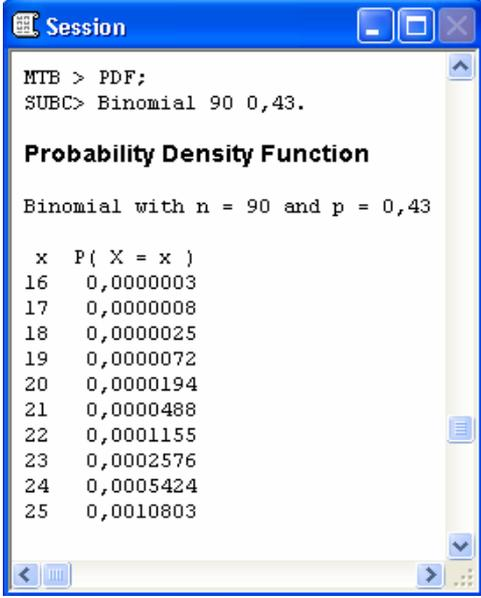 Session
MTB > PDF;
SUBC> Binomial 90 0,43.
Probability Density Function
Binomial with n = 90 and p = 0,43
x P( X = x )
16 0,0000003
17 0,0000008
18 0,0000025
19 0,0000072
20 0,0000194
21 0,0000488
22 0,0001155
23 0,0002576
24 0,0005424
25 0,0010803